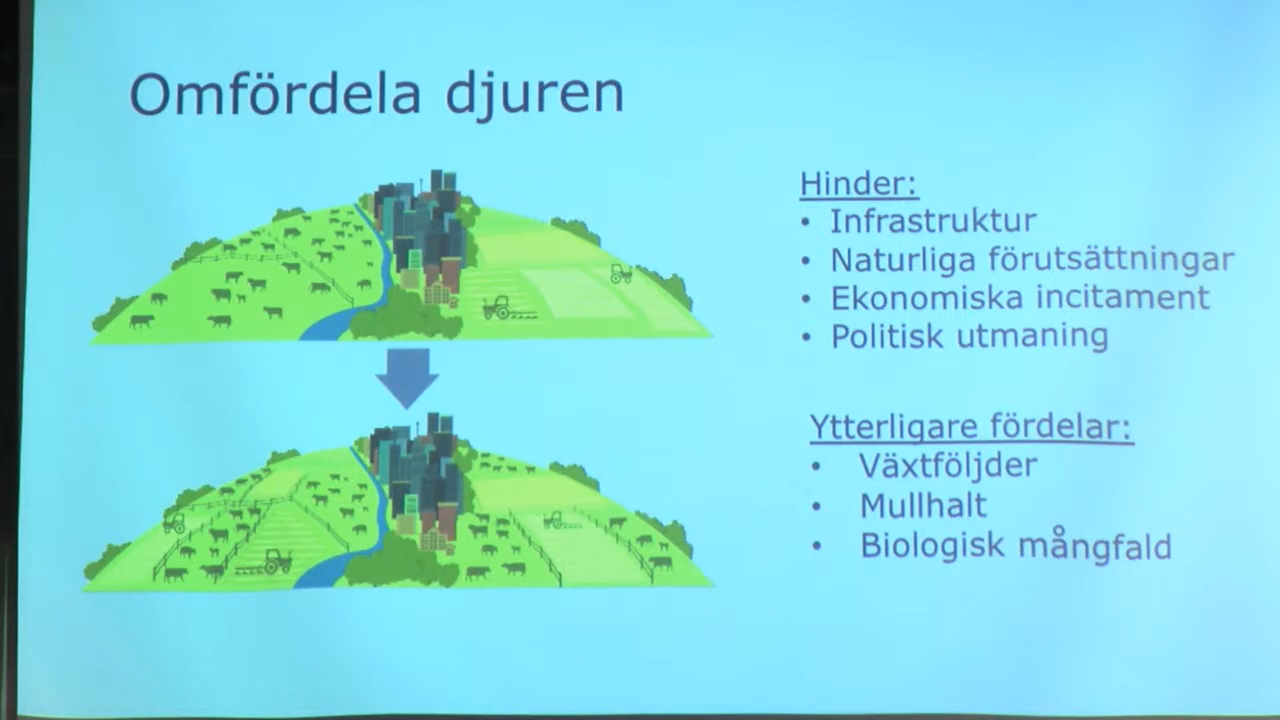 Omfördela djuren
Hinder:
• Infrastruktur
• Naturliga förutsättningar
• Ekonomiska incitament
• Politisk utmaning
Ytterligare fördelar:
• Växtföljder
• Mullhalt
• Biologisk mångfald